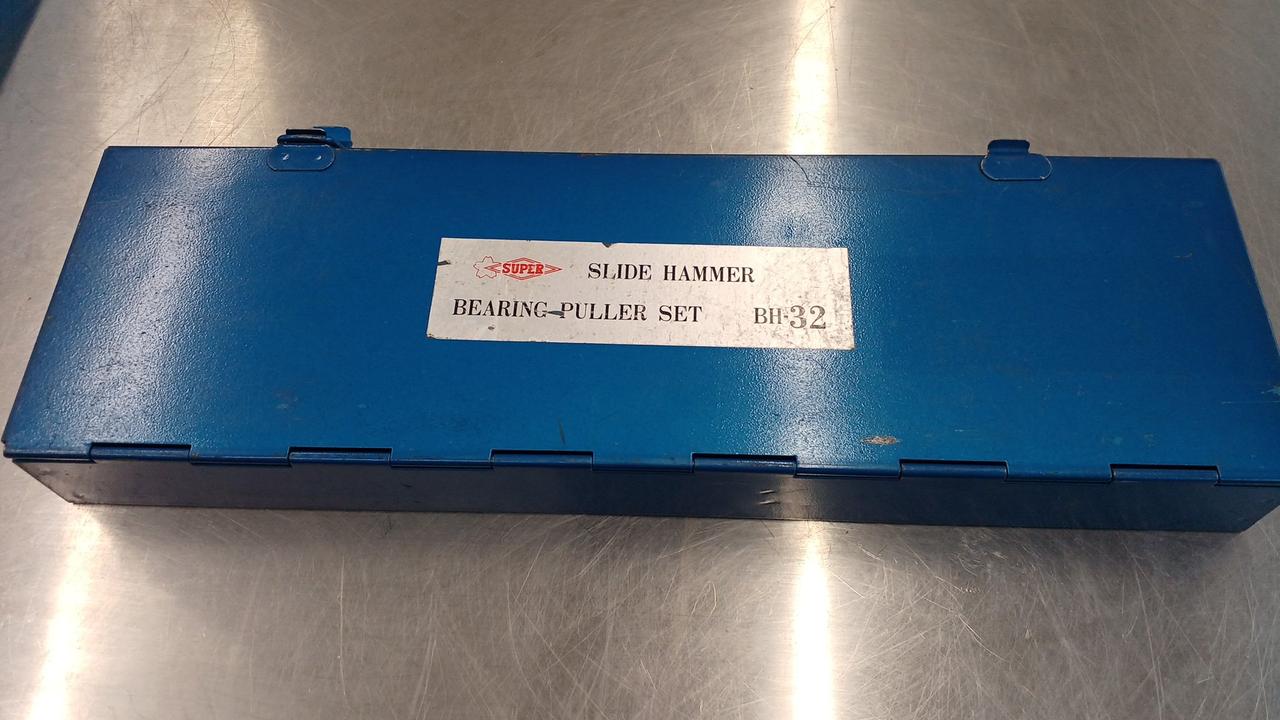 SUPER SLIDE HAMMER
BEARING PULLER SET BH-32